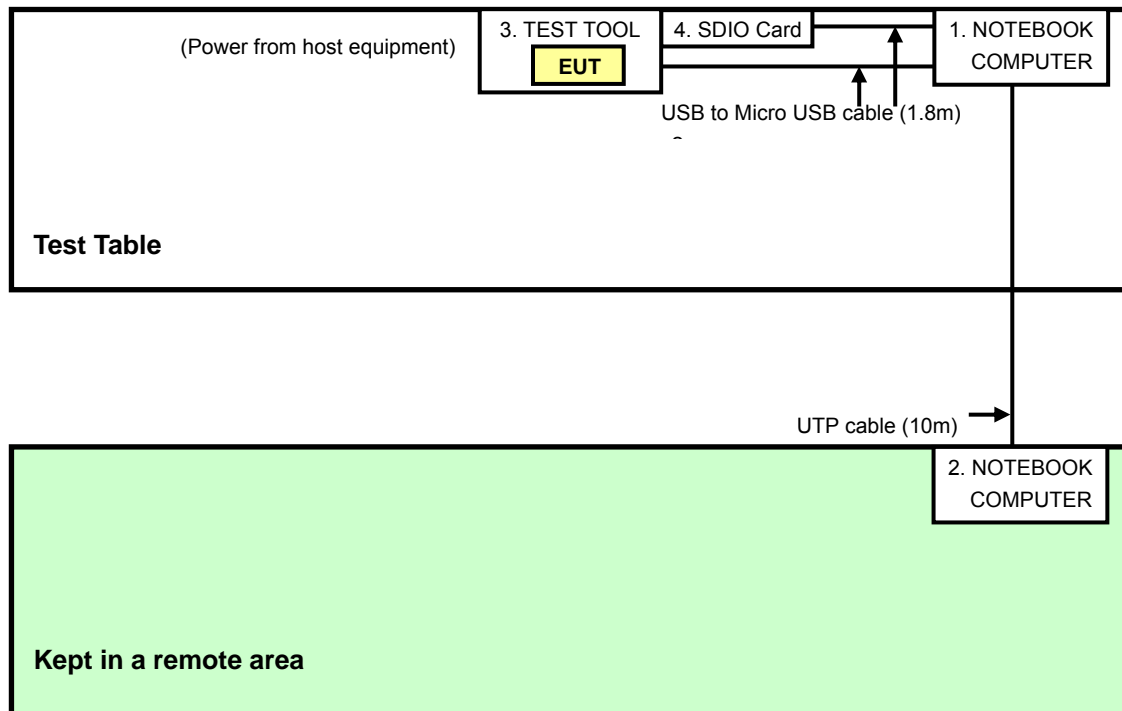 (Power from host equipment)
3. TEST TOOL
EUT
4. SDIO Card
1. NOTEBOOK
COMPUTER
USB to Micro USB cable (1.8m)
Test Table
UTP cable (10m)
2. NOTEBOOK
COMPUTER
Kept in a remote area